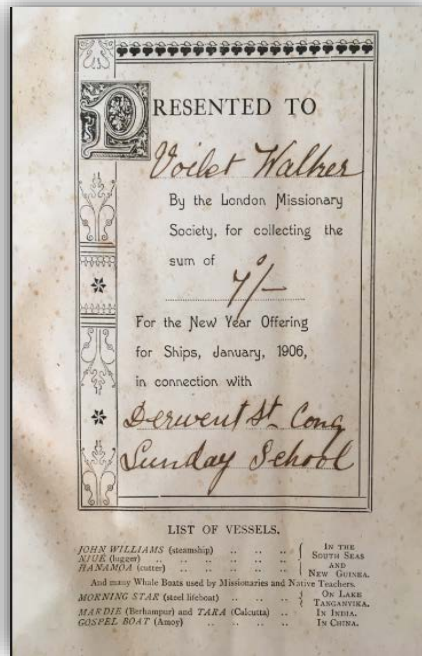 PRESENTED TO
Voilet Walker
By the London Missionary
Society, for collecting the
sum of
7/-
For the New Year Offering
for Ships, January, 1906,
in connection with
Derwent St. Cong
Sunday School
LIST OF VESSELS.
JOHN WILLIAMS (steamship) .. .. .. { IN THE
NIUE (lugger) .. .. .. .. SOUTH SEAS
HANAMOA (cutter) .. .. .. .. AND
NEW GUINEA.
And many Whale Boats used by Missionaries and Native Teachers.
MORNING STAR (steel lifeboat) .. .. .. { ON LAKE
TANGANYIKA.
MARDIE (Berhampur) and TARA (Calcutta) .. IN INDIA.
GOSPEL BOAT (Amoy) .. .. .. .. IN CHINA.